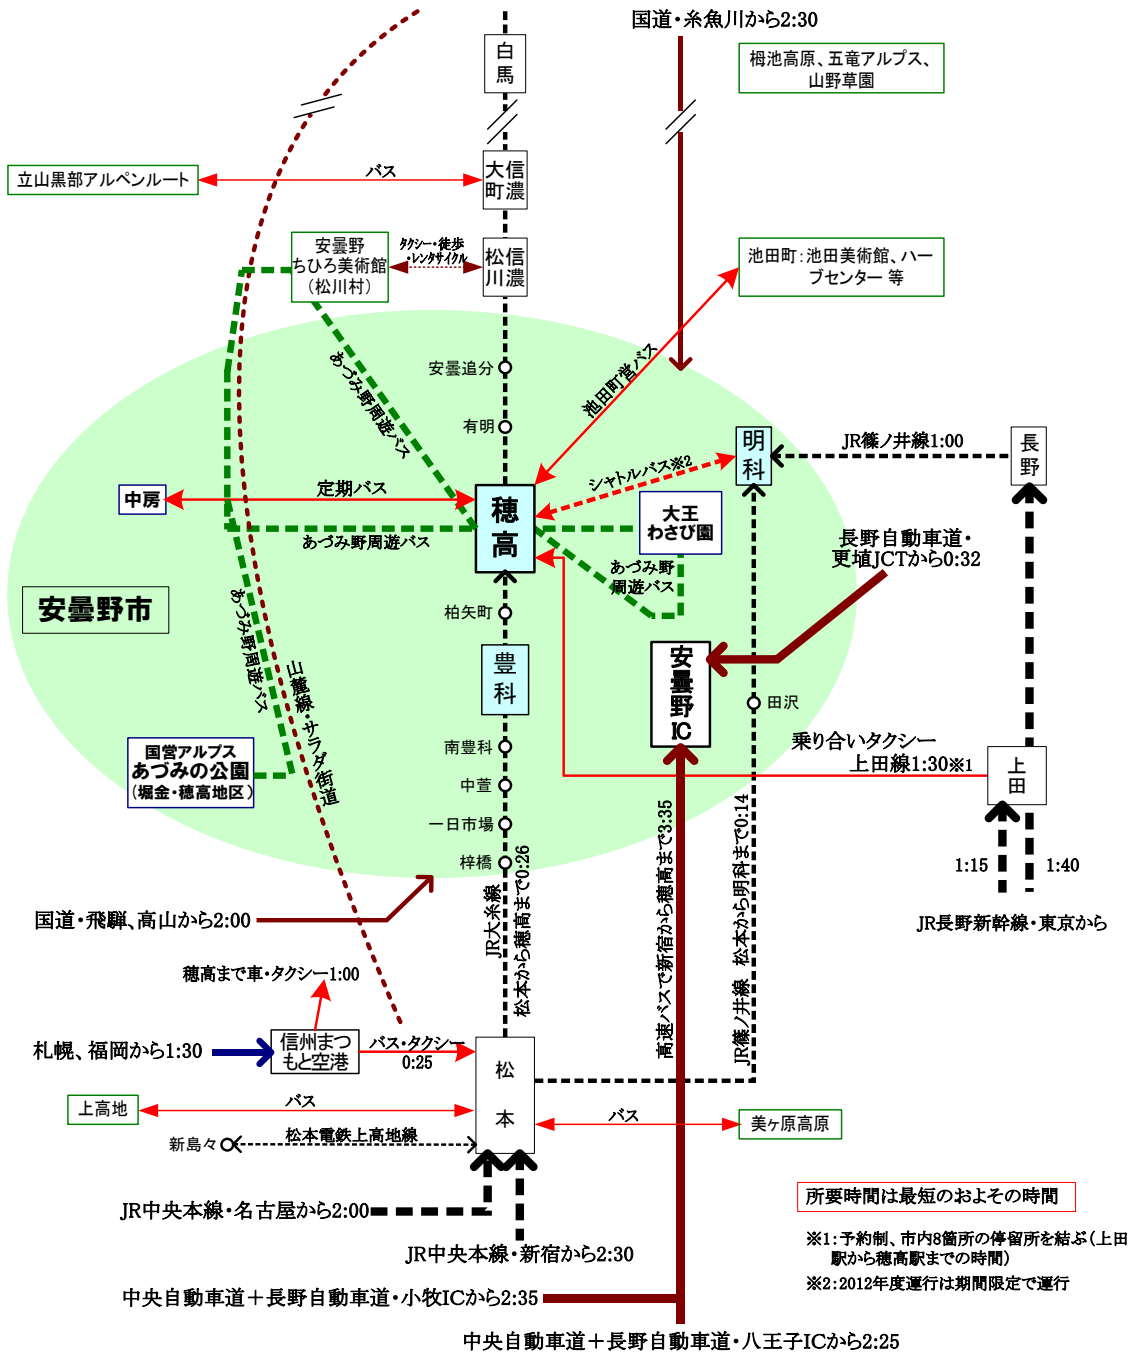 国道・糸魚川から2:30
白馬
栂池高原、五竜アルプス、
山野草園
立山黒部アルペンルート
バス
信濃
大町
安曇野
ちひろ美術館
（松川村）
タクシー・徒歩
・レンタサイクル
信濃
松川
池田町：池田美術館、ハー
ブセンター 等
安曇追分
あづみ野周遊バス
池田町営バス
有明
明科
JR篠ノ井線1:00
長野
シャトルバス※2
中房
定期バス
穂高
大王
わさび園
あづみ野周遊バス
長野自動車道・
更埴JCTから0:32
あづみ野
周遊バス
安曇野市
あづみ野周遊バス
柏矢町
豊科
安曇野IC
山麓線・サラダ街道
田沢
国営アルプス
あづみの公園
（堀金・穂高地区）
南豊科
乗り合いタクシー
上田線1:30※1
上田
中萱
一日市場
梓橋
高速バスで新宿から穂高まで3:35
JR篠ノ井線 松本から明科まで0:14
1:15
1:40
JR大糸線
松本から穂高まで0:26
国道・飛騨、高山から2:00
JR長野新幹線・東京から
穂高まで車・タクシー1:00
札幌、福岡から1:30
信州まつ
もと空港
バス・タクシー
0:25
松本
上高地
バス
バス
美ヶ原高原
新島々
松本電鉄上高地線
JR中央本線・名古屋から2:00
所要時間は最短のおよその時間
JR中央本線・新宿から2:30
※1：予約制、市内8箇所の停留所を結ぶ（上田
駅から穂高駅までの時間）
※2：2012年度運行は期間限定で運行
中央自動車道＋長野自動車道・小牧ICから2:35
中央自動車道＋長野自動車道・八王子ICから2:25